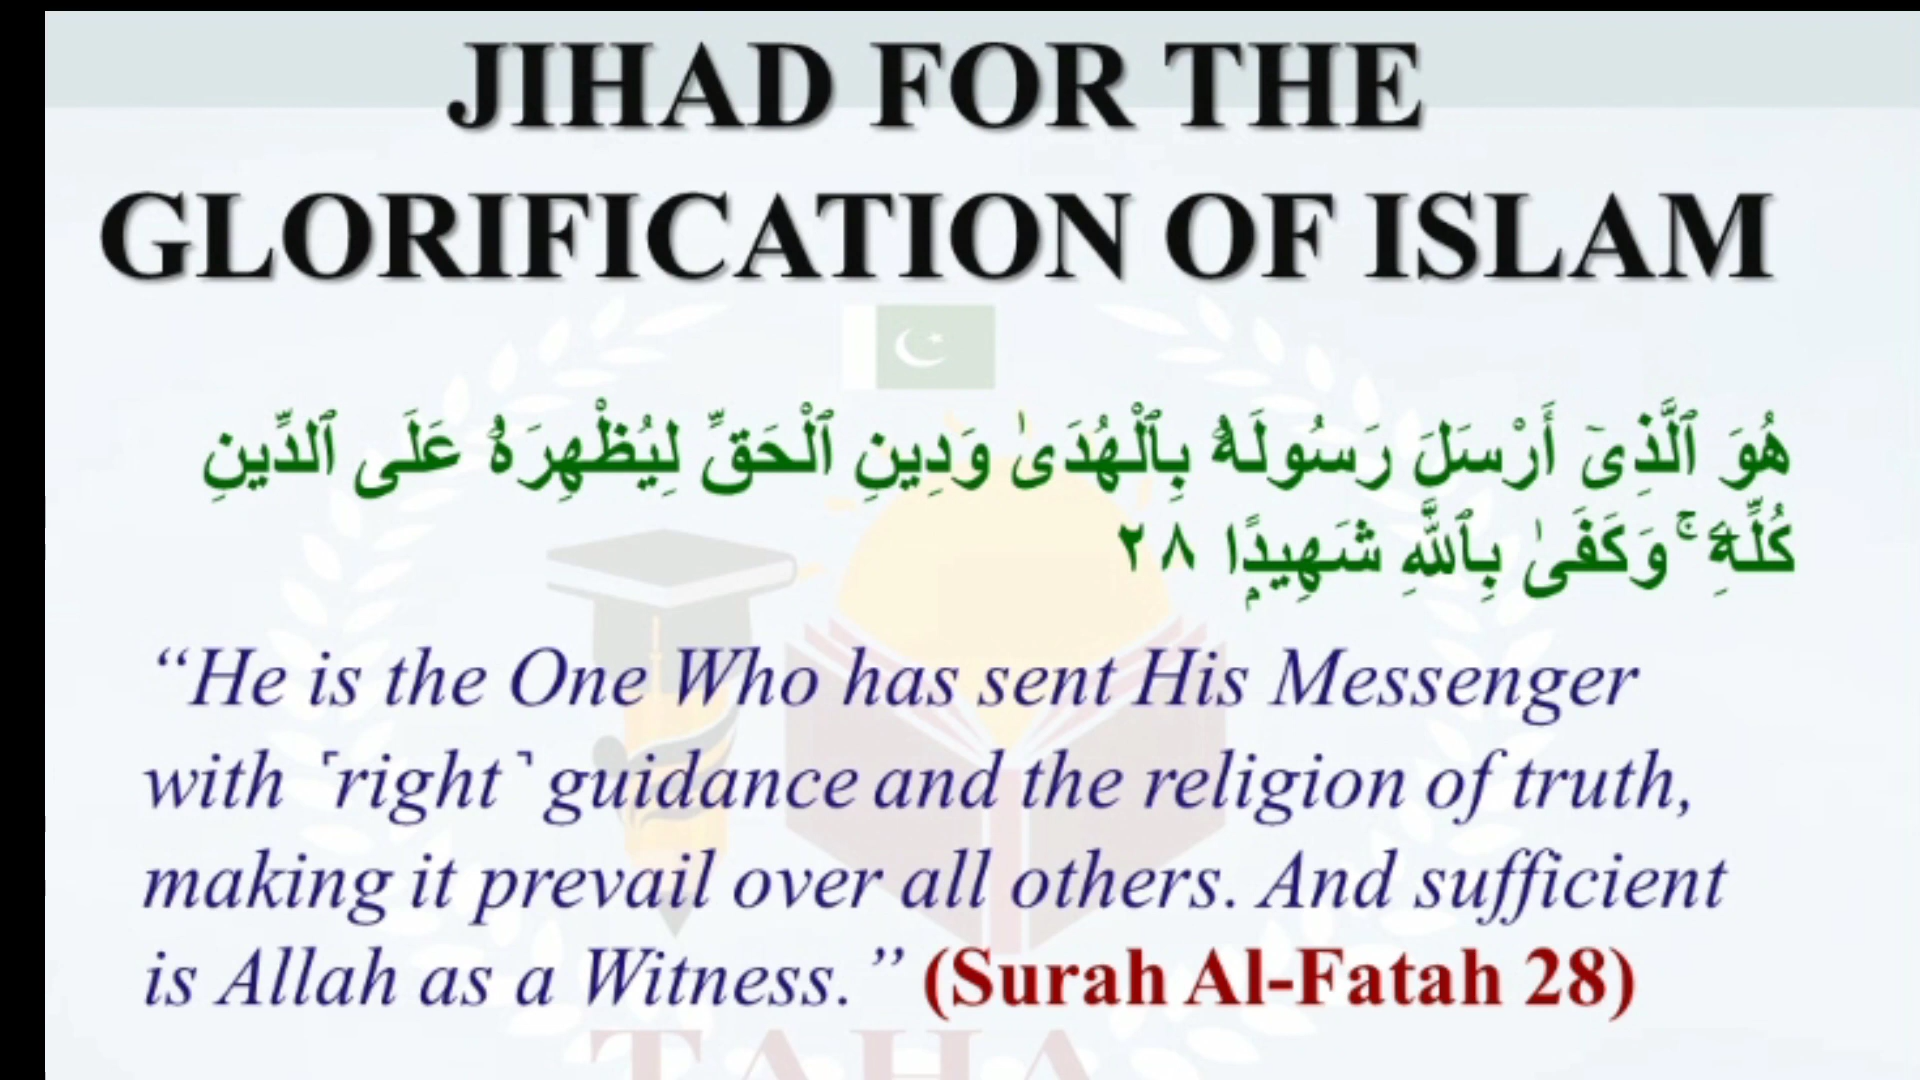 JIHAD FOR THE
GLORIFICATION OF ISLAM
هُوَ ٱلَّذِىٓ أَرْسَلَ رَسُولَهُۥ بِٱلْهُدَىٰ وَدِينِ ٱلْحَقِّ لِيُظْهِرَهُۥ عَلَى ٱلدِّينِ
كُلِّهِۦ ۚ وَكَفَىٰ بِٱللَّهِ شَهِيدًۭا ٢٨
“He is the One Who has sent His Messenger
with ˹right˺ guidance and the religion of truth,
making it prevail over all others. And sufficient
is Allah as a Witness.” (Surah Al-Fatah 28)
TAHA